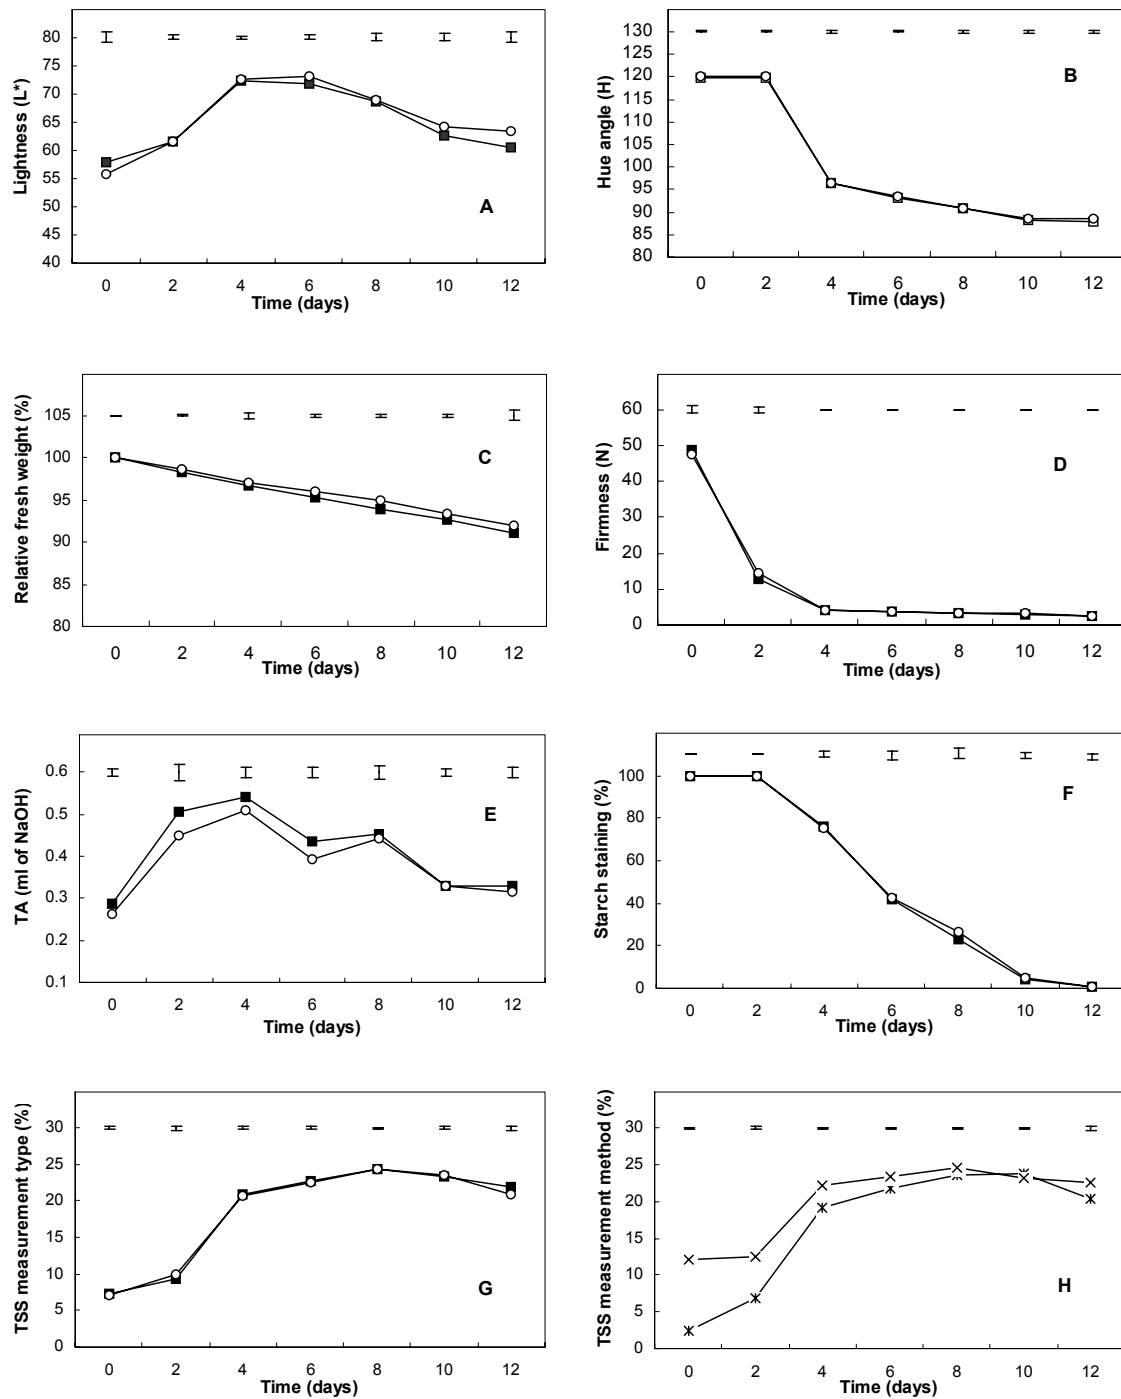 Lightness (L*)
80
75
70
65
60
55
50
45
40
A
0 2 4 6 8 10 12
Time (days)
Hue angle (H)
130
125
120
115
110
105
100
95
90
85
80
B
0 2 4 6 8 10 12
Time (days)
Relative fresh weight (%)
105
100
95
90
85
80
C
0 2 4 6 8 10 12
Time (days)
Firmness (N)
60
50
40
30
20
10
0
D
0 2 4 6 8 10 12
Time (days)
TA (ml of NaOH)
0.6
0.5
0.4
0.3
0.2
0.1
E
0 2 4 6 8 10 12
Time (days)
Starch staining (%)
100
80
60
40
20
0
F
0 2 4 6 8 10 12
Time (days)
TSS measurement type (%)
30
25
20
15
10
5
0
G
0 2 4 6 8 10 12
Time (days)
TSS measurement method (%)
30
25
20
15
10
5
0
H
0 2 4 6 8 10 12
Time (days)